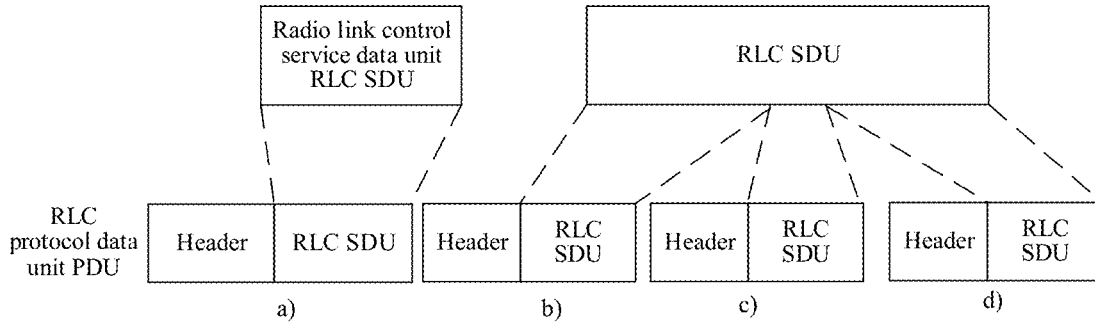 Radio link control
service data unit
RLC SDU
RLC SDU
RLC
protocol data
unit PDU
Header
RLC SDU
Header
RLC
SDU
Header
RLC
SDU
Header
RLC
SDU
a)
b)
c)
d)